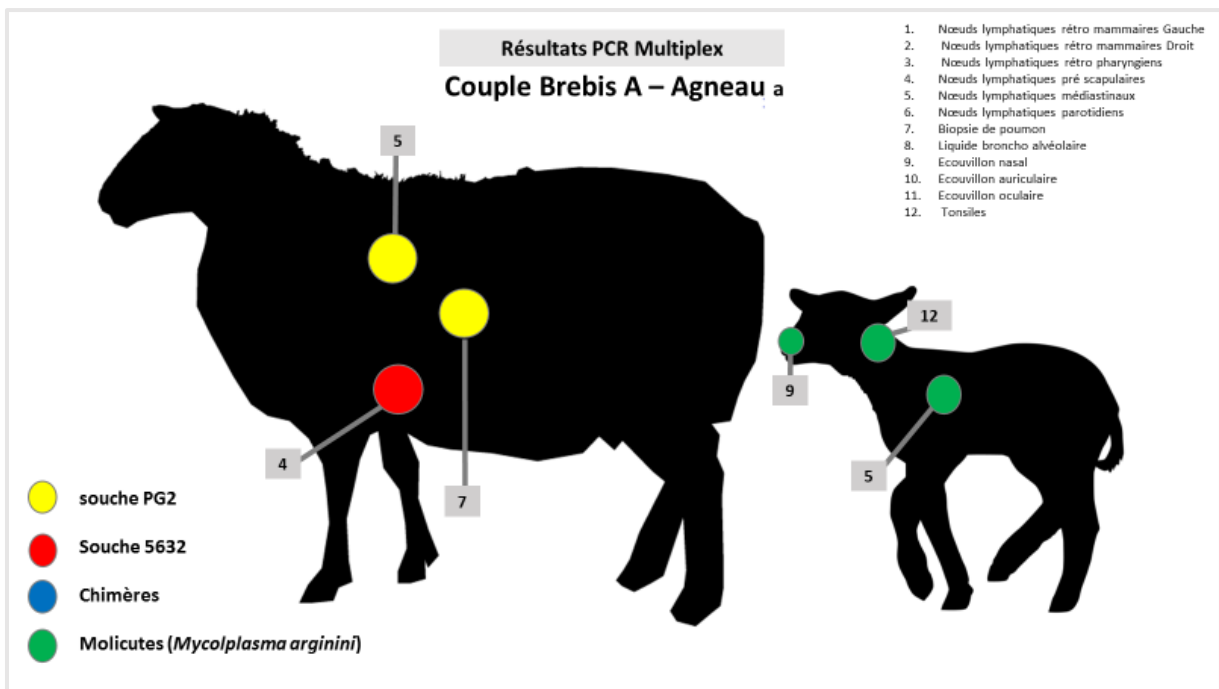 Résultats PCR Multiplex
Couple Brebis A – Agneau a
1. Nœuds lymphatiques rétro mammaires Gauche
2. Nœuds lymphatiques rétro mammaires Droit
3. Nœuds lymphatiques rétro pharyngiens
4. Nœuds lymphatiques pré scapulaires
5. Nœuds lymphatiques médiastinaux
6. Nœuds lymphatiques parotidiens
7. Biopsie de poumon
8. Liquide broncho alvéolaire
9. Ecouvillon nasal
10. Ecouvillon auriculaire
11. Ecouvillon oculaire
12. Tonsiles
5
12
9
4
5
7
souche PG2
Souche 5632
Chimères
Molicutes (Mycolplasma arginini)